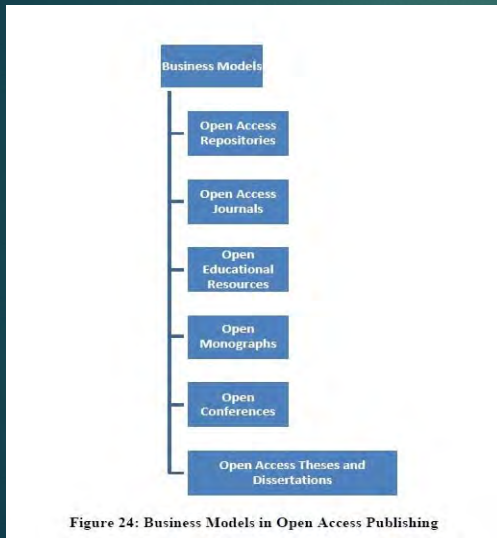 Business Models
Open Access
Repositories
Open Access
Journals
Open
Educational
Resources
Open
Monographs
Open
Conferences
Open Access Theses and
Dissertations
Figure 24: Business Models in Open Access Publishing